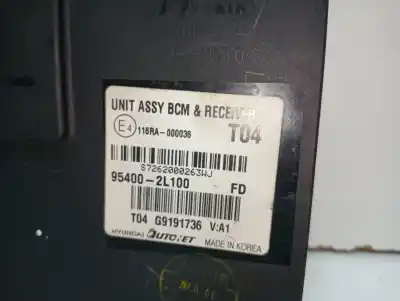 UNIT ASSY BCM & RECEIVER
E4 116RA-000036 T04
87262000263WJ
95400-2L100 FD
T04 G9191736 V:A1
HYUNDAI AUTONET MADE IN KOREA